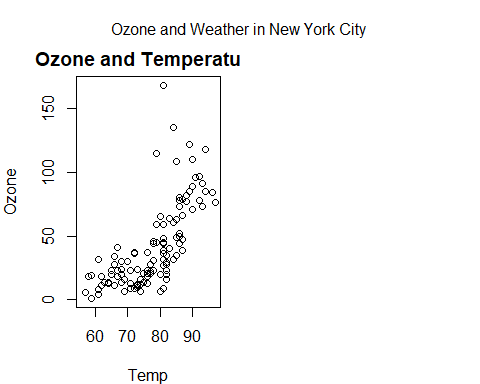 Ozone and Weather in New York City
Ozone and Temperatu
Ozone
150
100
50
0
60 70 80 90
Temp